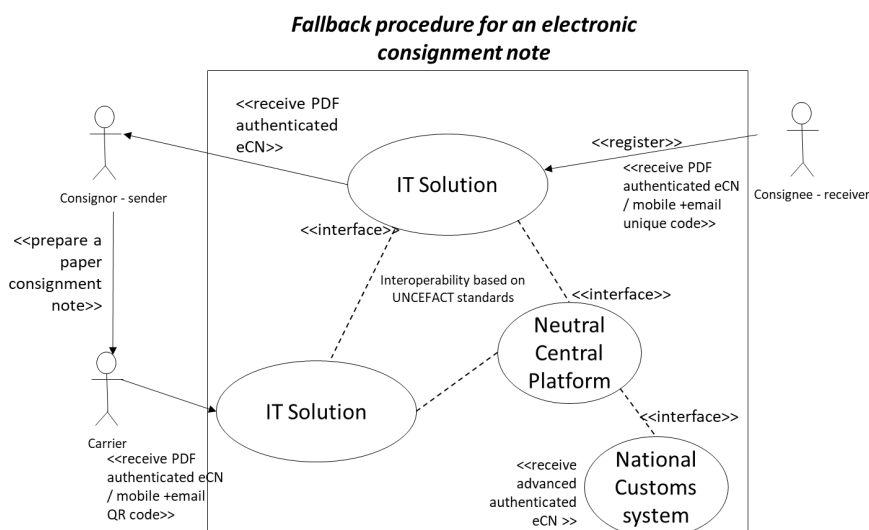 Fallback procedure for an electronic
consignment note
<<receive PDF
authenticated
eCN>>
<<register>>
<<receive PDF
authenticated eCN
/ mobile +email
unique code>>
IT Solution
Consignor - sender
Consignee - receiver
<<interface>>
<<prepare a
paper
consignment
note>>
Interoperability based on
UNCEFACT standards
<<interface>>
Neutral
Central
Platform
IT Solution
<<interface>>
Carrier
<<receive PDF
authenticated eCN
/ mobile +email
QR code>>
<<receive
advanced
authenticated
eCN >>
National
Customs
system